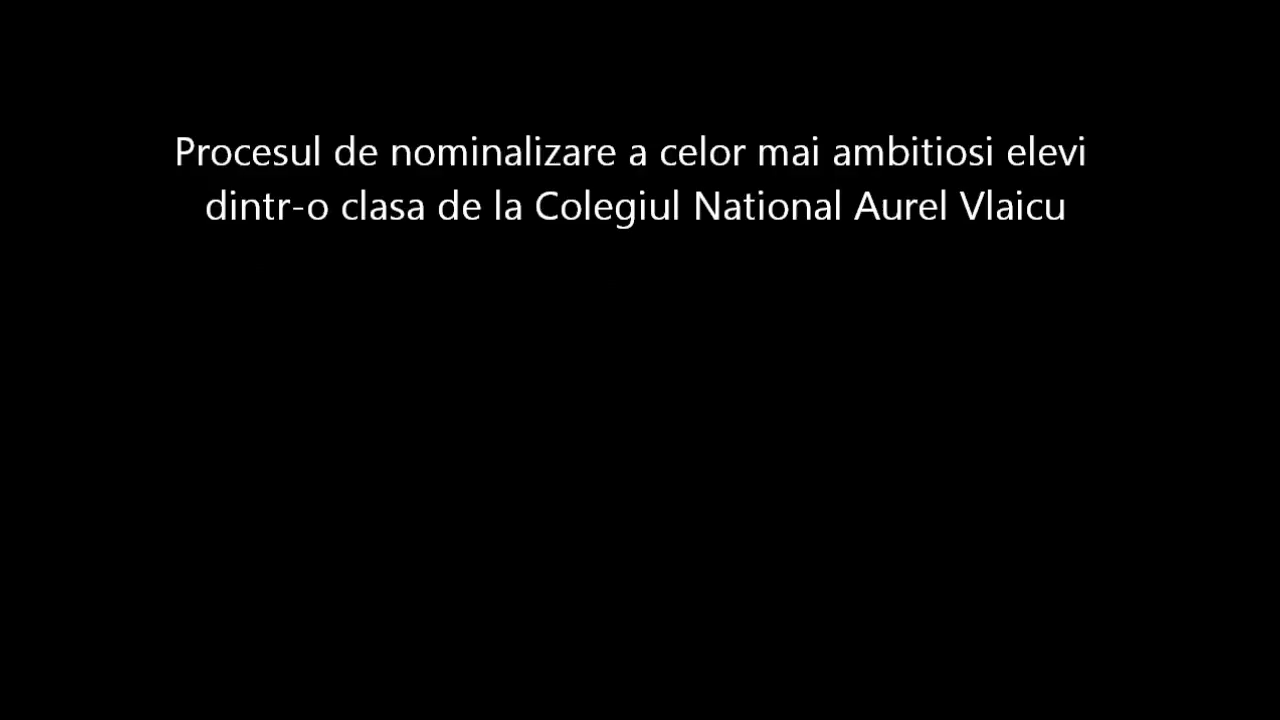 Procesul de nominalizare a celor mai ambitiosi elevi
dintr-o clasa de la Colegiul National Aurel Vlaicu